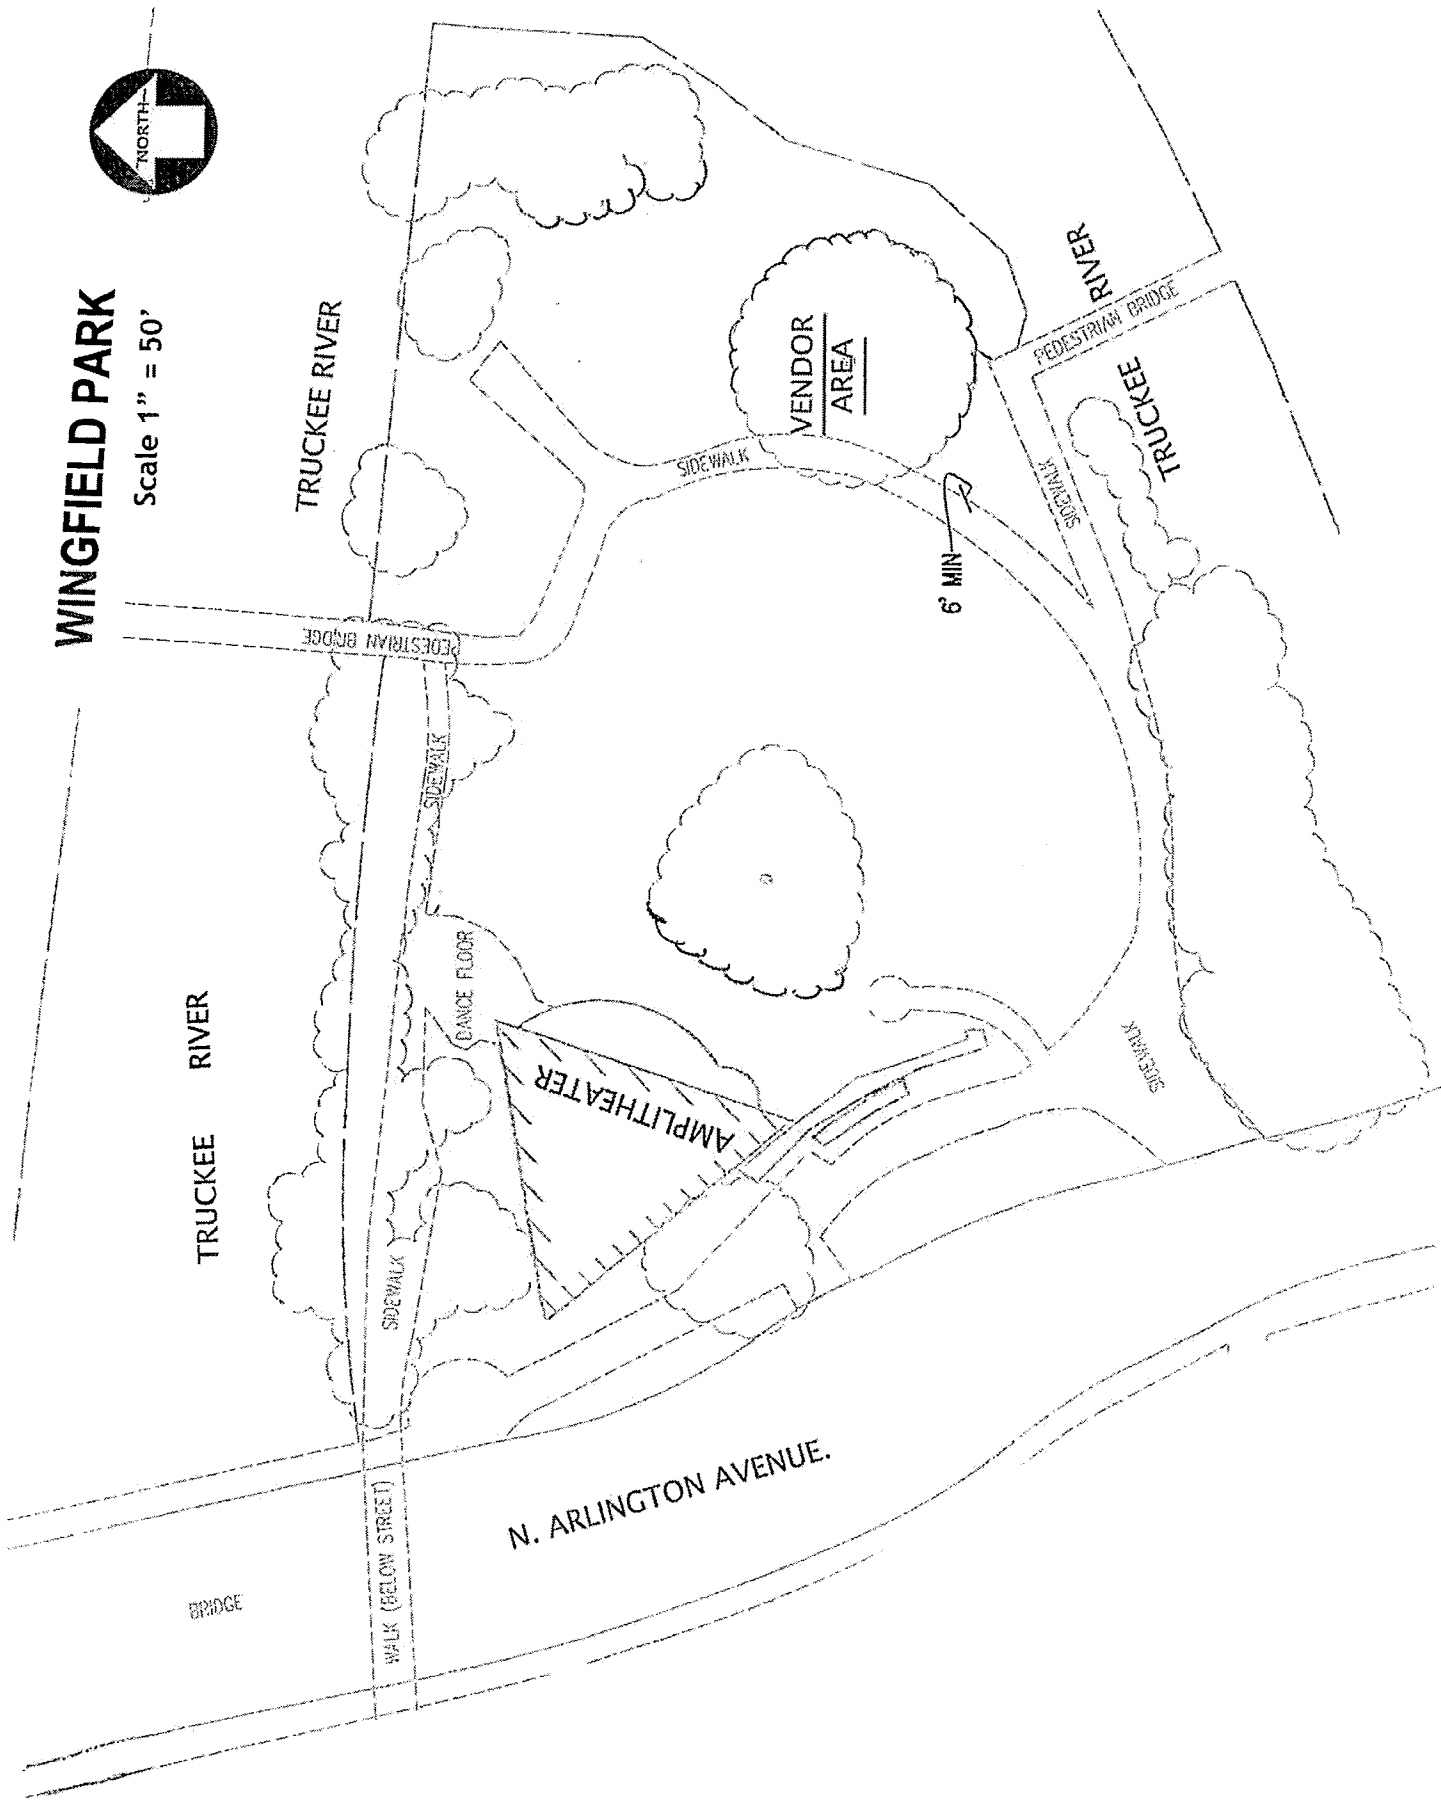 WINGFIELD PARK
Scale 1” = 50’
NORTH
TRUCKEE RIVER
TRUCKEE RIVER
PEDESTRIAN BRIDGE
SIDEWALK
SIDEWALK
VENDOR
AREA
6’ MIN
TRUCKEE RIVER
PEDESTRIAN BRIDGE
SIDEWALK
DANCE FLOOR
AMPLITHEATER
SIDEWALK
SIDEWALK
WALK (BELOW STREET)
BRIDGE
N. ARLINGTON AVENUE.